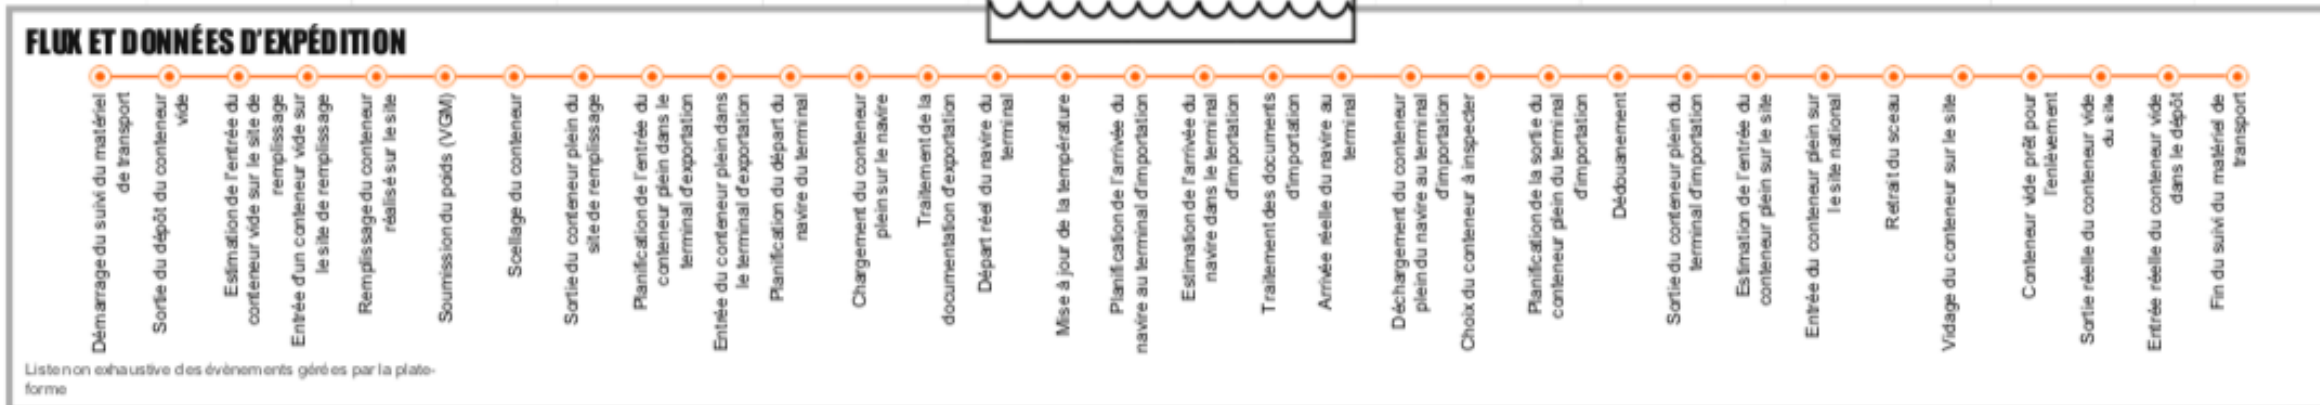 FLUX ET DONNÉES D'EXPÉDITION
Démarrage du suivi du matériel
de transport
Sortie du dépôt du conteneur
vide
Estimation de l'entrée du
conteneur vide sur le site de
remplissage
Entrée d'un conteneur vide sur
le site de remplissage
Remplissage du conteneur
réalisé sur le site
Soumission du poids (VGM)
Scellage du conteneur
Sortie du conteneur plein du
site de remplissage
Planification de l'entrée du
conteneur plein dans le
terminal d'exportation
Entrée du conteneur plein dans
le terminal d'exportation
Planification du départ du
navire du terminal
Chargement du conteneur
plein sur le navire
Traitement de la
documentation d'exportation
Départ réel du navire du
terminal
Mise à jour de la température
Planification de l'arrivée du
navire au terminal d'importation
Estimation de l'arrivée du
navire dans le terminal
d'importation
Traitement des documents
d'importation
Arrivée réelle du navire au
terminal
Déchargement du conteneur
plein du navire au terminal
d'importation
Choix du conteneur à inspecter
Planification de la sortie du
conteneur plein du terminal
d'importation
Dédouanement
Sortie du conteneur plein du
terminal d'importation
Estimation de l'entrée du
conteneur plein sur le site
Entrée du conteneur plein sur
le site national
Retrait du sceau
Vidage du conteneur sur le site
Conteneur vide prêt pour
l'enlèvement
Sortie réelle du conteneur vide
du site
Entrée réelle du conteneur vide
dans le dépôt
Fin du suivi du matériel de
transport
Liste non exhaustive des évènements gérées par la plate-
forme